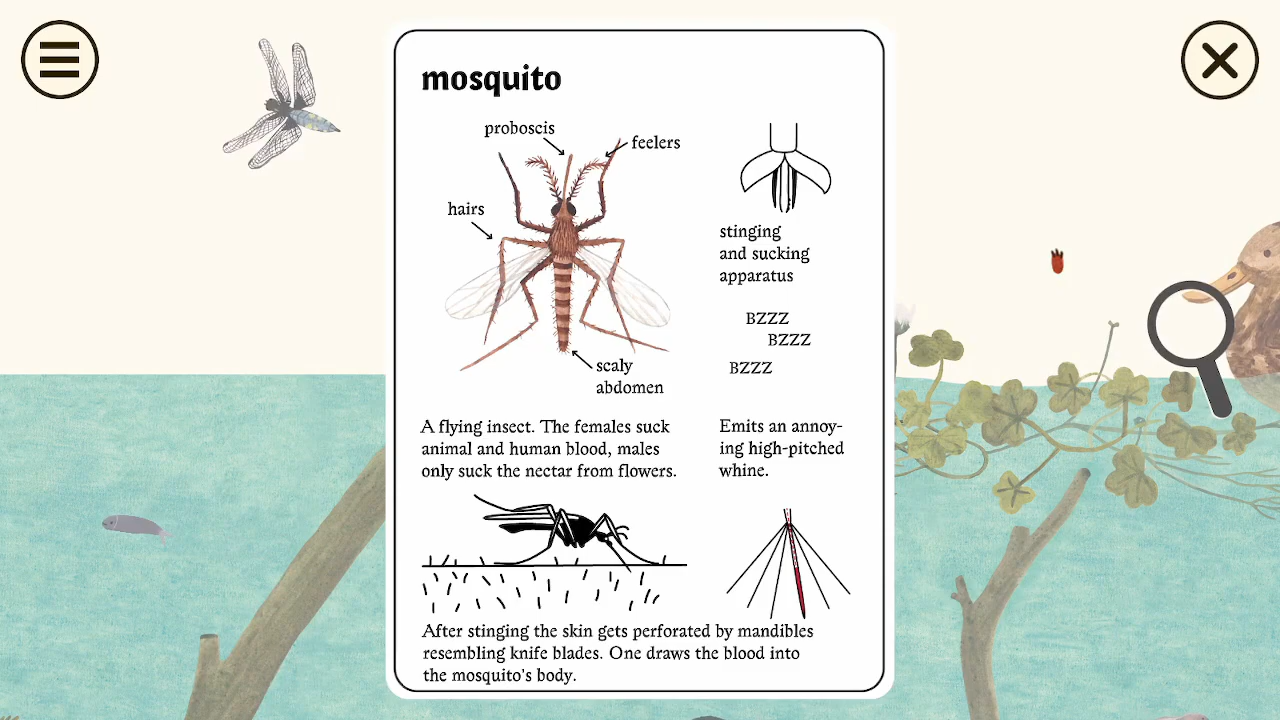 mosquito
proboscis
feelers
hairs
scaly
abdomen
stinging
and sucking
apparatus
BZZZ
BZZZ
BZZZ
A flying insect. The females suck
animal and human blood, males
only suck the nectar from flowers.
Emits an annoy-
ing high-pitched
whine.
After stinging the skin gets perforated by mandibles
resembling knife blades. One draws the blood into
the mosquito's body.